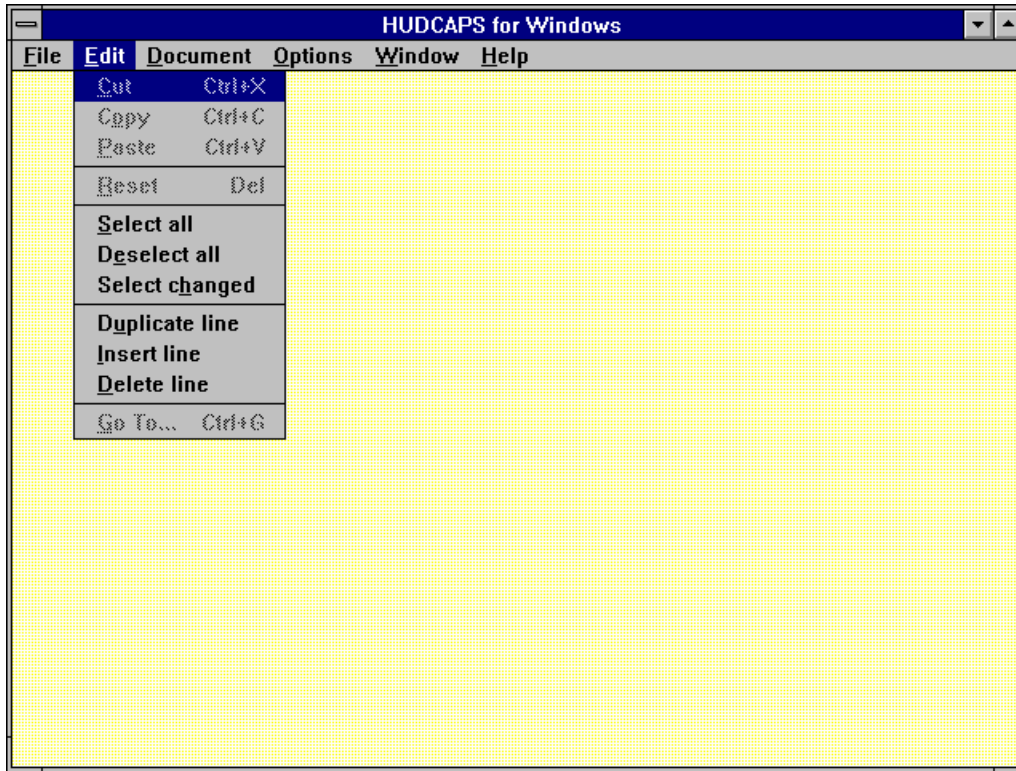 HUDCAPS for Windows
File Edit Document Options Window Help
Cut Ctrl+X
Copy Ctrl+C
Paste Ctrl+V
Reset Del
Select all
Deselect all
Select changed
Duplicate line
Insert line
Delete line
Go To... Ctrl+G